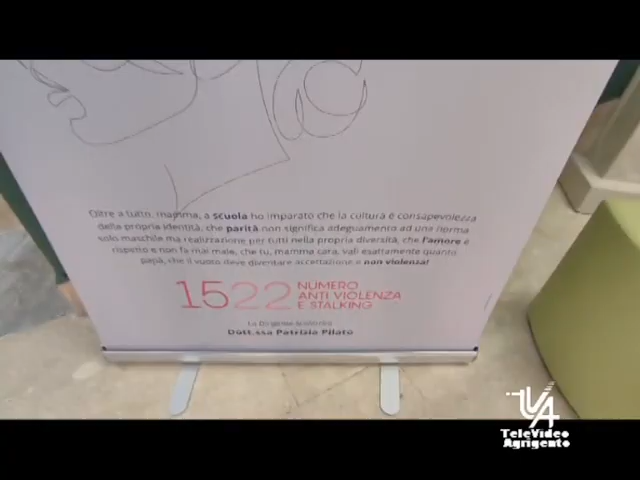 Oltre a tutto, mamma, a scuola ho imparato che la cultura è consapevolezza
della propria identità, che parità non significa adeguamento ad una norma
solo maschile ma realizzazione per tutti nella propria diversità, che l'amore è
rispetto e non fa mai male, che tu, mamma cara, vali esattamente quanto
papà, che il vuoto deve diventare accettazione e non violenza!
1522 NUMERO
ANTI VIOLENZA
E STALKING
La Dirigente Scolastica
Dott.ssa Patrizia Pilato
TVA
TeleVideo
Agrigento